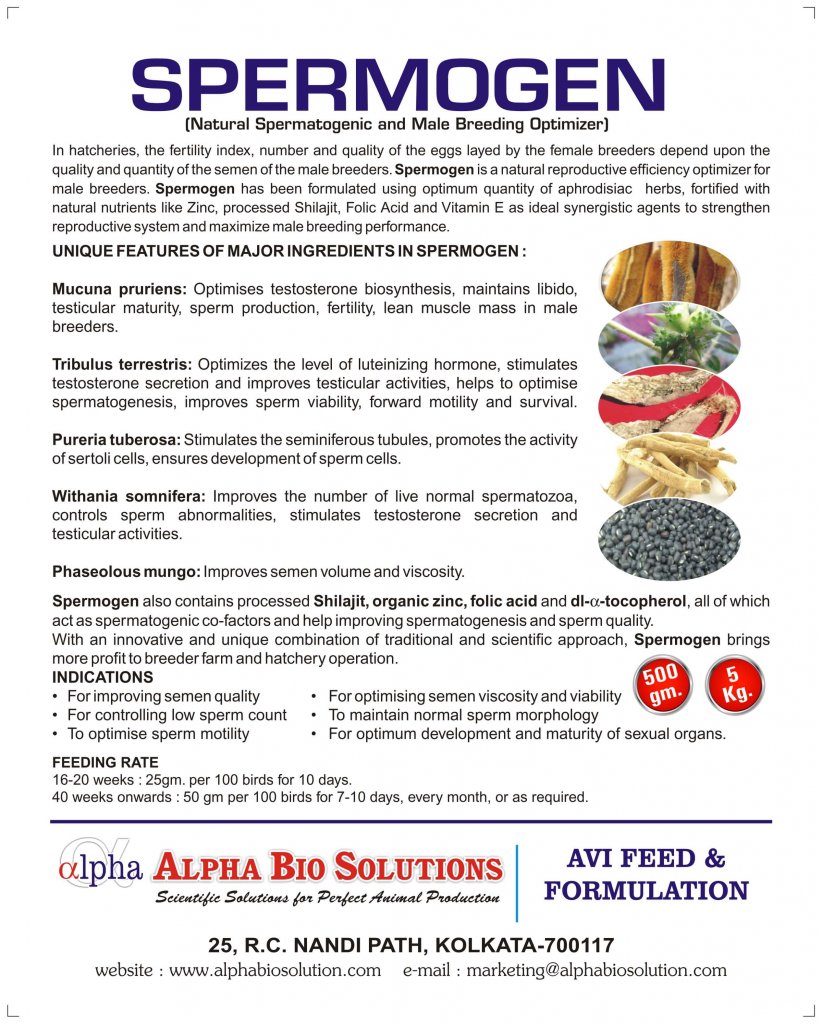 SPERMOGEN
(Natural Spermatogenic and Male Breeding Optimizer)
In hatcheries, the fertility index, number and quality of the eggs layed by the female breeders depend upon the
quality and quantity of the semen of the male breeders. Spermogen is a natural reproductive efficiency optimizer for
male breeders. Spermogen has been formulated using optimum quantity of aphrodisiac herbs, fortified with
natural nutrients like Zinc, processed Shilajit, Folic Acid and Vitamin E as ideal synergistic agents to strengthen
reproductive system and maximize male breeding performance.
UNIQUE FEATURES OF MAJOR INGREDIENTS IN SPERMOGEN :
Mucuna pruriens: Optimises testosterone biosynthesis, maintains libido,
testicular maturity, sperm production, fertility, lean muscle mass in male
breeders.
Tribulus terrestris: Optimizes the level of luteinizing hormone, stimulates
testosterone secretion and improves testicular activities, helps to optimise
spermatogenesis, improves sperm viability, forward motility and survival.
Pureria tuberosa: Stimulates the seminiferous tubules, promotes the activity
of sertoli cells, ensures development of sperm cells.
Withania somnifera: Improves the number of live normal spermatozoa,
controls sperm abnormalities, stimulates testosterone secretion and
testicular activities.
Phaseolous mungo: Improves semen volume and viscosity.
Spermogen also contains processed Shilajit, organic zinc, folic acid and dl-α-tocopherol, all of which
act as spermatogenic co-factors and help improving spermatogenesis and sperm quality.
With an innovative and unique combination of traditional and scientific approach, Spermogen brings
more profit to breeder farm and hatchery operation.
500 gm.
5 Kg.
INDICATIONS
• For improving semen quality
• For optimising semen viscosity and viability
• For controlling low sperm count
• To maintain normal sperm morphology
• To optimise sperm motility
• For optimum development and maturity of sexual organs.
FEEDING RATE
16-20 weeks : 25gm. per 100 birds for 10 days.
40 weeks onwards : 50 gm per 100 birds for 7-10 days, every month, or as required.
αlpha
ALPHA BIO SOLUTIONS
Scientific Solutions for Perfect Animal Production
AVI FEED &
FORMULATION
25, R.C. NANDI PATH, KOLKATA-700117
website : www.alphabiosolution.com e-mail : marketing@alphabiosolution.com